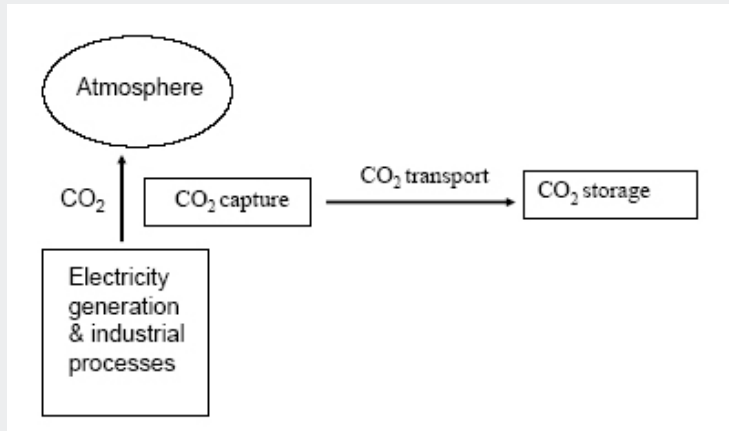 Atmosphere
CO₂ transport
CO₂
CO₂ capture
CO₂ storage
Electricity
generation
& industrial
processes